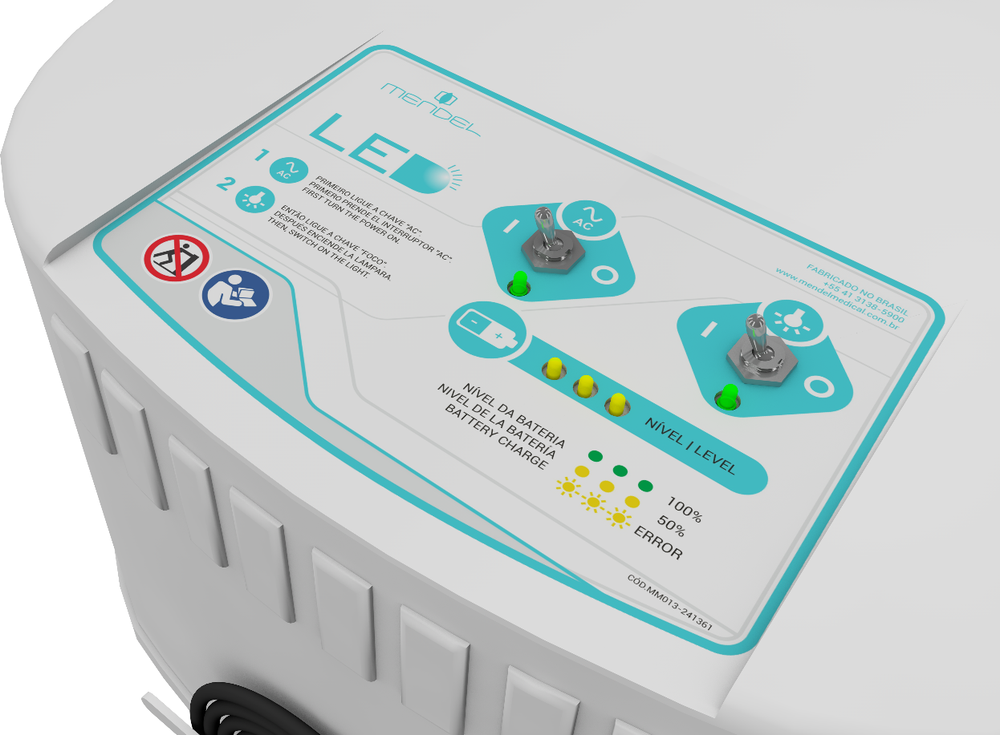 MENDEL
LED
1
AC
PRIMEIRO LIGUE A CHAVE "AC".
PRIMERO PRENDE EL INTERRUPTOR "AC".
FIRST TURN THE POWER ON.
2
ENTÃO LIGUE A CHAVE "FOCO".
DESPUES ENCIENDE LA LAMPARA.
THEN, SWITCH ON THE LIGHT.
AC
FABRICADO NO BRASIL
+55 41 3138-5900
www.mendelmedical.com.br
NÍVEL | LEVEL
NÍVEL DA BATERIA
NIVEL DE LA BATERÍA
BATTERY CHARGE
100%
50%
ERROR
CÓD.MM013-241361